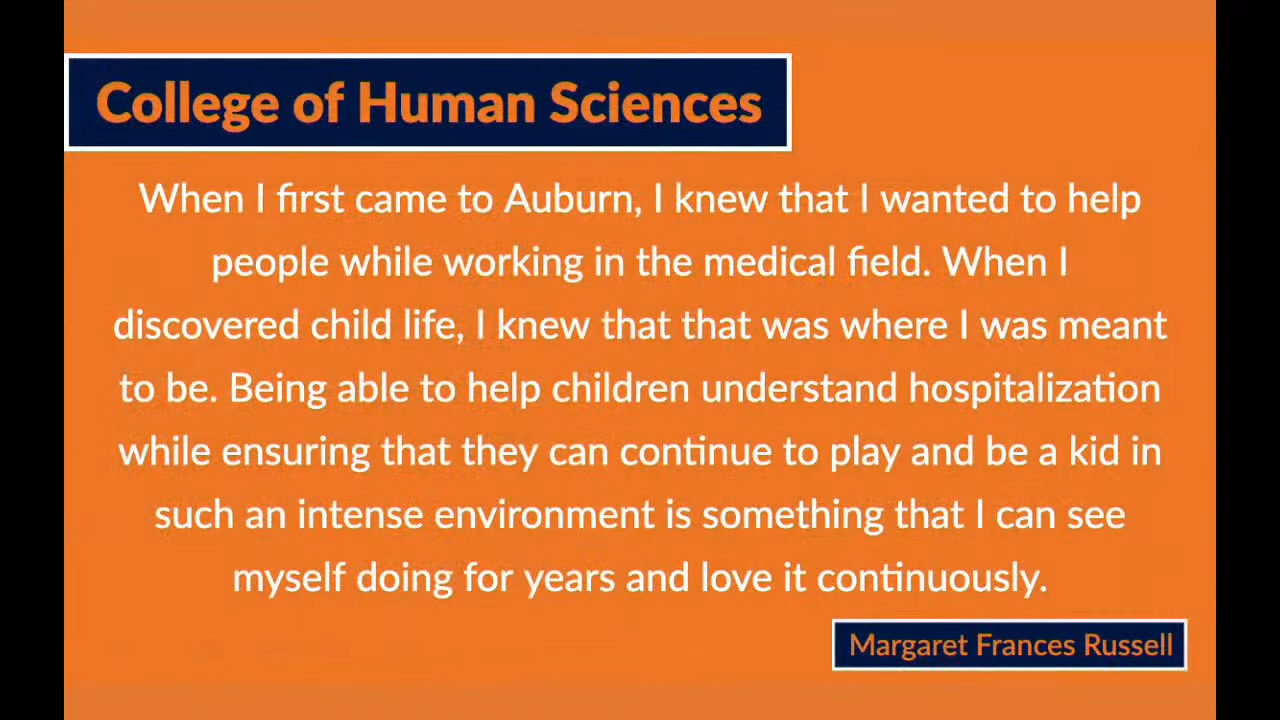 College of Human Sciences
When I first came to Auburn, I knew that I wanted to help
people while working in the medical field. When I
discovered child life, I knew that that was where I was meant
to be. Being able to help children understand hospitalization
while ensuring that they can continue to play and be a kid in
such an intense environment is something that I can see
myself doing for years and love it continuously.
Margaret Frances Russell